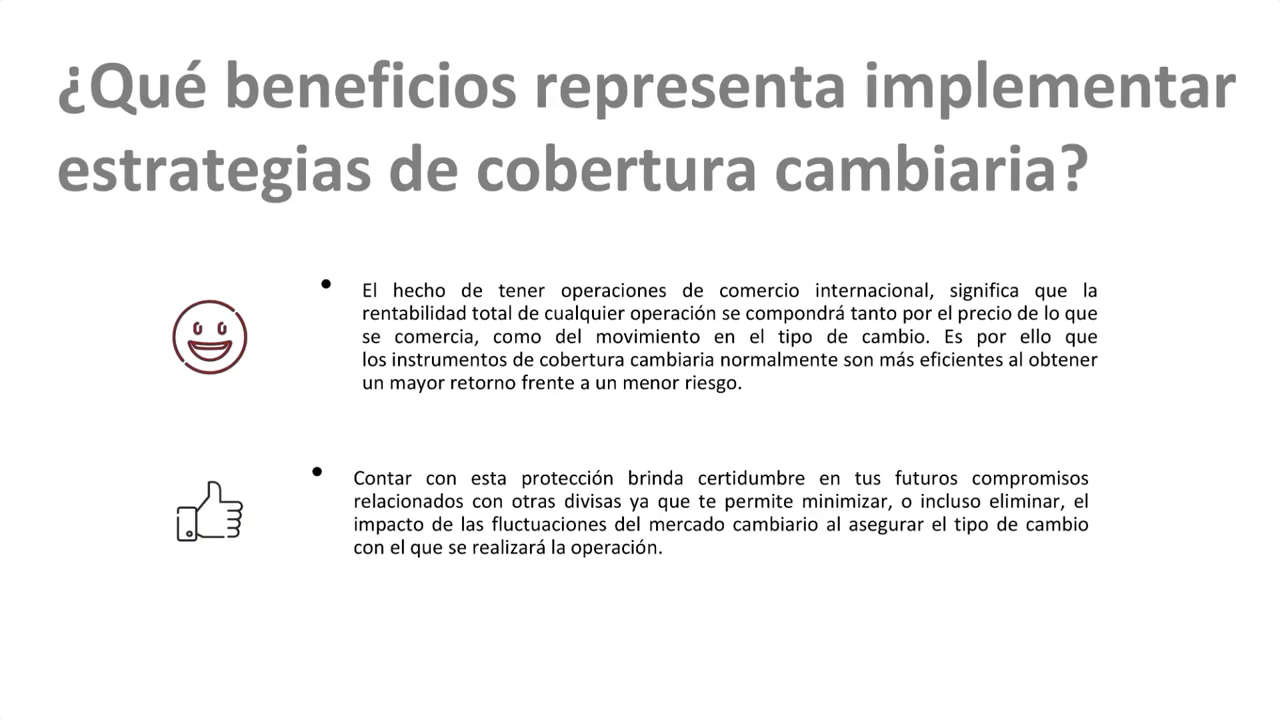 ¿Qué beneficios representa implementar
estrategias de cobertura cambiaria?
• El hecho de tener operaciones de comercio internacional, significa que la
rentabilidad total de cualquier operación se compondrá tanto por el precio de lo que
se comercia, como del movimiento en el tipo de cambio. Es por ello que
los instrumentos de cobertura cambiaria normalmente son más eficientes al obtener
un mayor retorno frente a un menor riesgo.
• Contar con esta protección brinda certidumbre en tus futuros compromisos
relacionados con otras divisas ya que te permite minimizar, o incluso eliminar, el
impacto de las fluctuaciones del mercado cambiario al asegurar el tipo de cambio
con el que se realizará la operación.